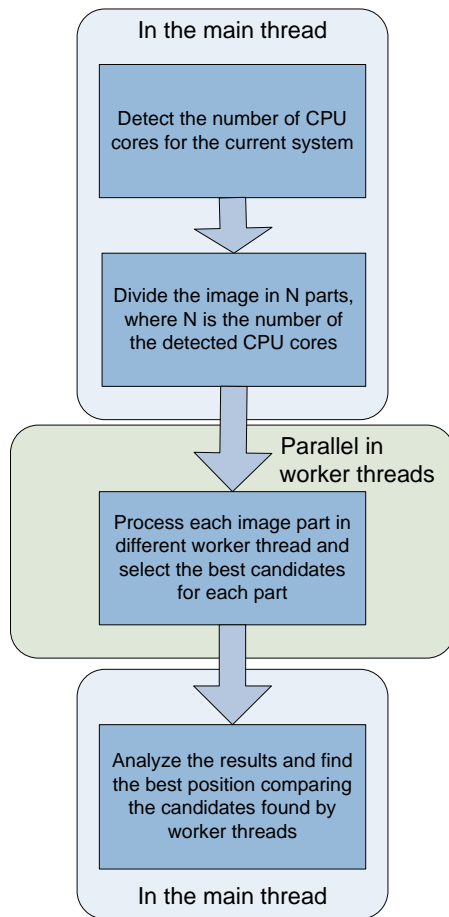 In the main thread
Detect the number of CPU
cores for the current system
Divide the image in N parts,
where N is the number of
the detected CPU cores
Parallel in
worker threads
Process each image part in
different worker thread and
select the best candidates
for each part
Analyze the results and find
the best position comparing
the candidates found by
worker threads
In the main thread